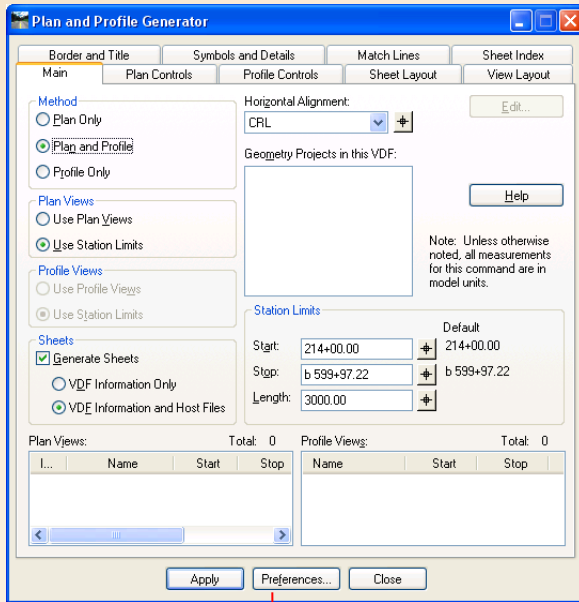 Plan and Profile Generator
Border and Title
Symbols and Details
Match Lines
Sheet Index
Main
Plan Controls
Profile Controls
Sheet Layout
View Layout
Method
Plan Only
Plan and Profile
Profile Only
Plan Views
Use Plan Views
Use Station Limits
Profile Views
Use Profile Views
Use Station Limits
Sheets
Generate Sheets
VDF Information Only
VDF Information and Host Files
Horizontal Alignment:
CRL
Edit...
Geometry Projects in this VDF:
Help
Note: Unless otherwise
noted, all measurements
for this command are in
model units.
Station Limits
Default
Start: 214+00.00 214+00.00
Stop: b 599+97.22 b 599+97.22
Length: 3000.00
Plan Views: Total: 0
I... Name Start Stop
Profile Views: Total: 0
Name Start Stop
Apply
Preferences...
Close